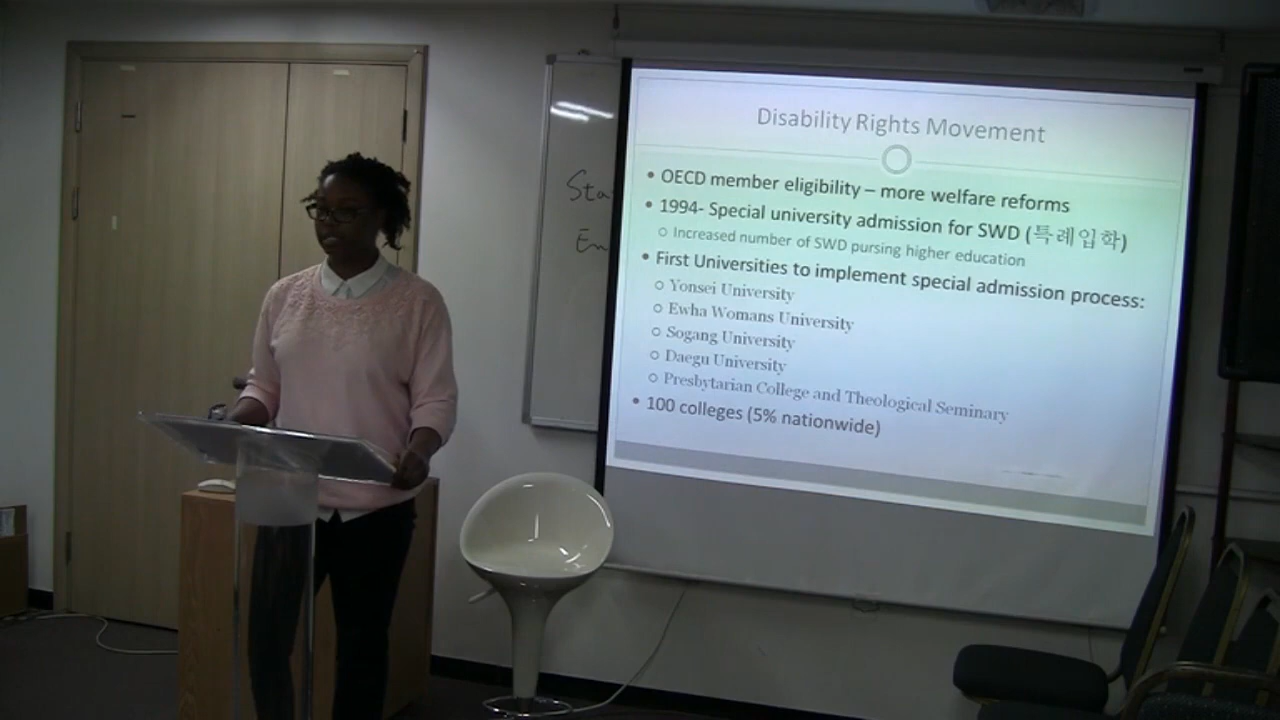 Disability Rights Movement
• OECD member eligibility – more welfare reforms
• 1994- Special university admission for SWD (특례입학)
○ Increased number of SWD pursing higher education
• First Universities to implement special admission process:
○ Yonsei University
○ Ewha Womans University
○ Sogang University
○ Daegu University
○ Presbytarian College and Theological Seminary
• 100 colleges (5% nationwide)